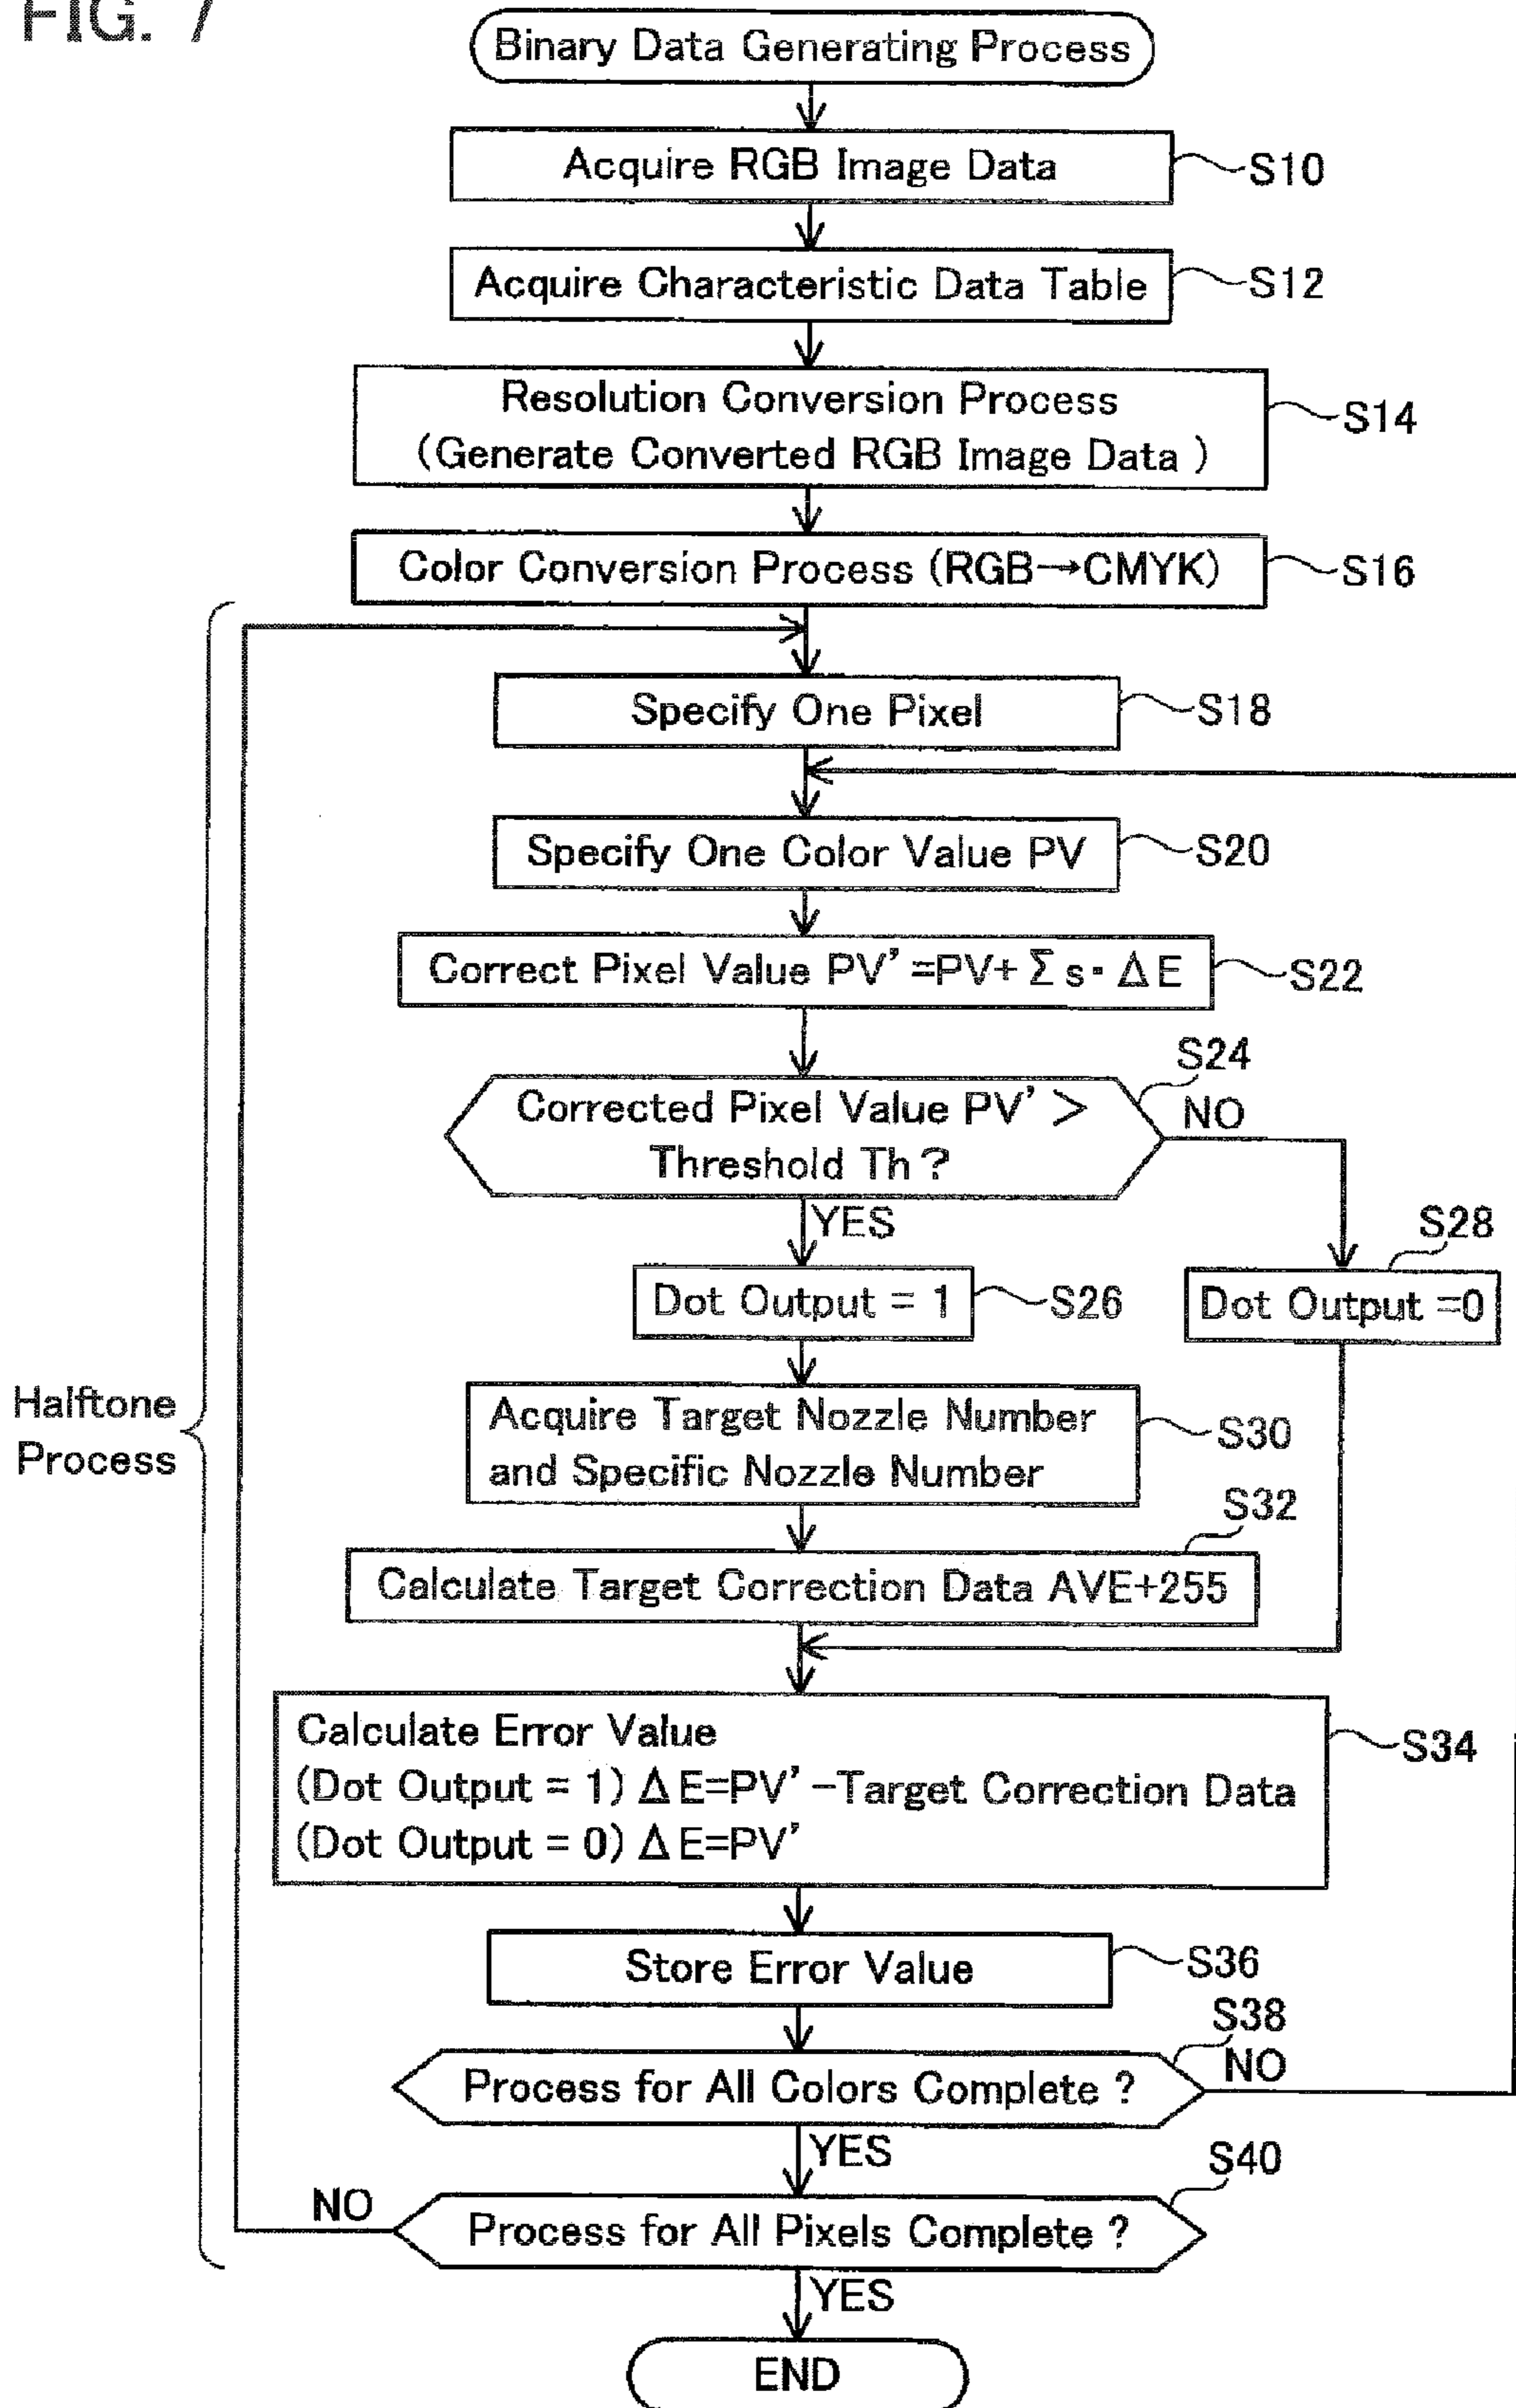 FIG. 7
Binary Data Generating Process
Acquire RGB Image Data
S10
Acquire Characteristic Data Table
S12
Resolution Conversion Process
(Generate Converted RGB Image Data )
S14
Color Conversion Process (RGB→CMYK)
S16
Specify One Pixel
S18
Specify One Color Value PV
S20
Correct Pixel Value PV' =PV+ Σ s· Δ E
S22
S24
Corrected Pixel Value PV' >
Threshold Th ?
NO
YES
S28
Dot Output = 1
S26
Dot Output =0
Halftone
Process
Acquire Target Nozzle Number
and Specific Nozzle Number
S30
S32
Calculate Target Correction Data AVE+255
Calculate Error Value
(Dot Output = 1) Δ E=PV' -Target Correction Data
(Dot Output = 0) Δ E=PV'
S34
Store Error Value
S36
S38
Process for All Colors Complete ?
NO
YES
S40
NO
Process for All Pixels Complete ?
YES
END